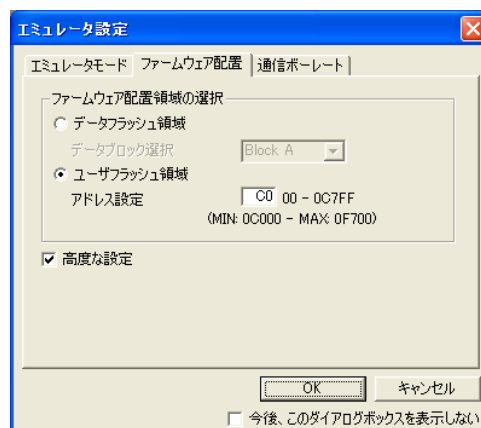 エミュレータ設定
エミュレータモード ファームウェア配置 通信ボーレート
ファームウェア配置領域の選択
データフラッシュ領域
データブロック選択 Block A
ユーザフラッシュ領域
アドレス設定 C0 00 - 0C7FF
(MIN: 0C000 - MAX: 0F700)
高度な設定
OK キャンセル
今後、このダイアログボックスを表示しない